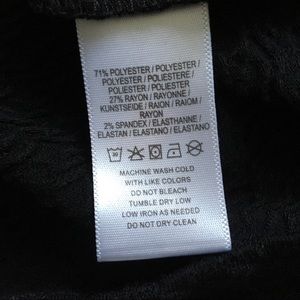 71% POLYESTER / POLYESTER
/ POLYESTER / POLIESTERE /
POLIESTER / POLIESTER
27% RAYON / RAYONNE /
KUNSTSEIDE / RAION / RAIOM /
RAYON
2% SPANDEX / ELASTHANNE /
ELASTAN / ELASTANO / ELASTANO
30
MACHINE WASH COLD
WITH LIKE COLORS
DO NOT BLEACH
TUMBLE DRY LOW
LOW IRON AS NEEDED
DO NOT DRY CLEAN